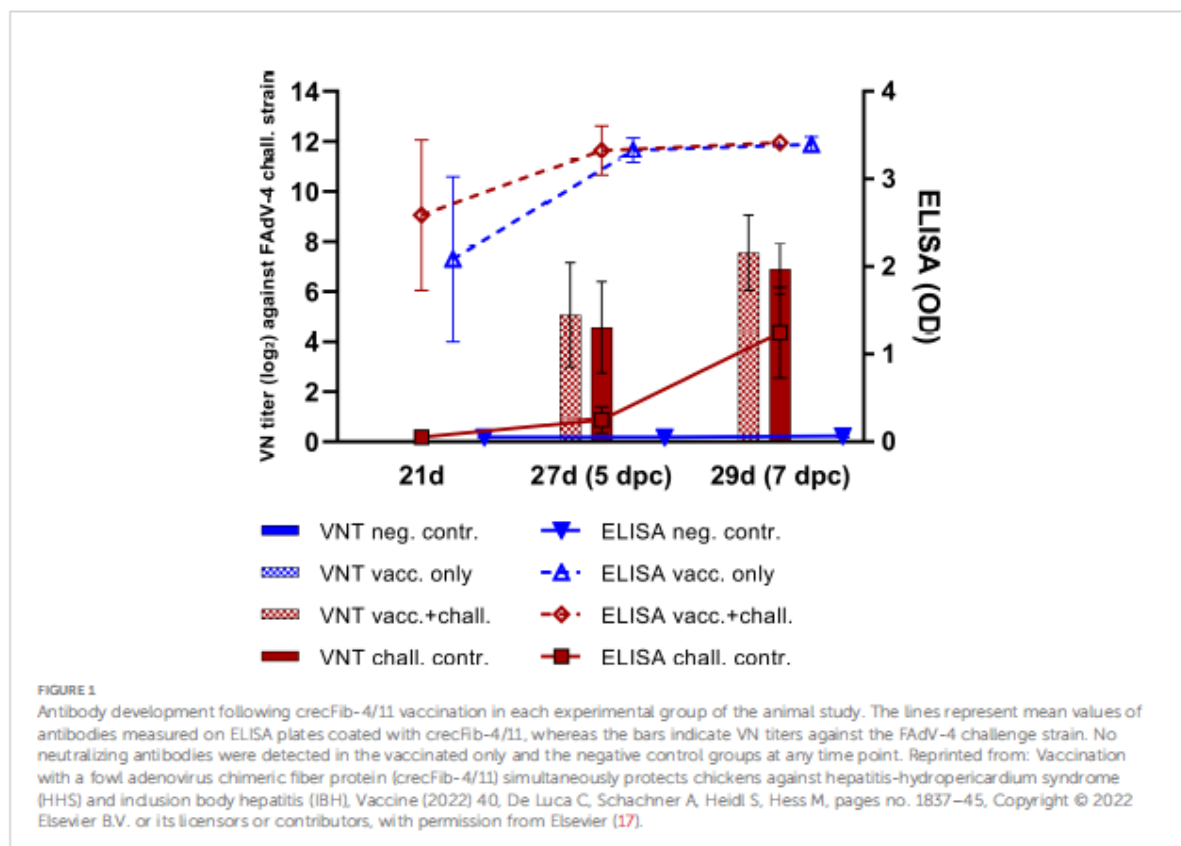 VN titer (log₂) against FAdV-4 chall. strain
14
12
10
8
6
4
2
0
4
3
2
1
0
ELISA (OD)
21d 27d (5 dpc) 29d (7 dpc)
VNT neg. contr. ELISA neg. contr.
VNT vacc. only ELISA vacc. only
VNT vacc.+chall. ELISA vacc.+chall.
VNT chall. contr. ELISA chall. contr.
FIGURE 1
Antibody development following crecFib-4/11 vaccination in each experimental group of the animal study. The lines represent mean values of
antibodies measured on ELISA plates coated with crecFib-4/11, whereas the bars indicate VN titers against the FAdV-4 challenge strain. No
neutralizing antibodies were detected in the vaccinated only and the negative control groups at any time point. Reprinted from: Vaccination
with a fowl adenovirus chimeric fiber protein (crecFib-4/11) simultaneously protects chickens against hepatitis-hydropericardium syndrome
(HHS) and inclusion body hepatitis (IBH), Vaccine (2022) 40, De Luca C, Schachner A, Heidl S, Hess M, pages no. 1837–45, Copyright © 2022
Elsevier B.V. or its licensors or contributors, with permission from Elsevier (17).